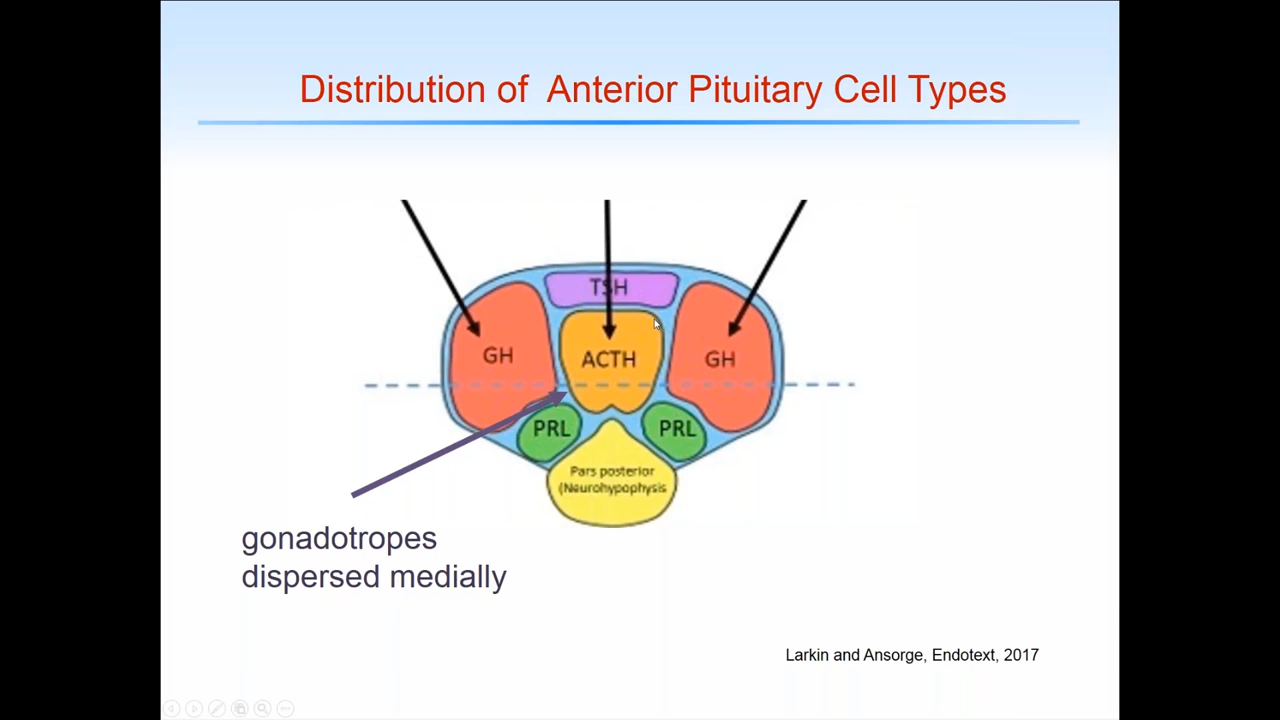 Distribution of  Anterior Pituitary Cell Types
TSH
GH
ACTH
GH
PRL
PRL
Pars posterior
(Neurohypophysis
gonadotropes
dispersed medially
Larkin and Ansorge, Endotext, 2017